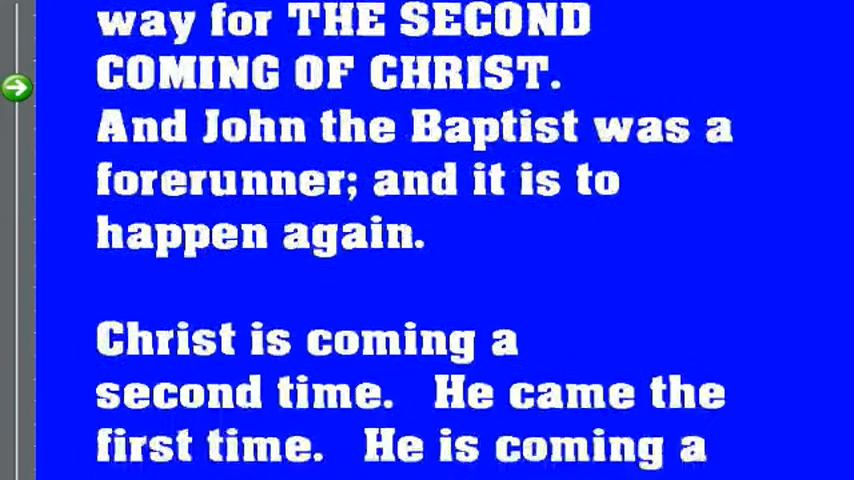 way for THE SECOND
COMING OF CHRIST.
And John the Baptist was a
forerunner; and it is to
happen again.
Christ is coming a
second time. He came the
first time. He is coming a